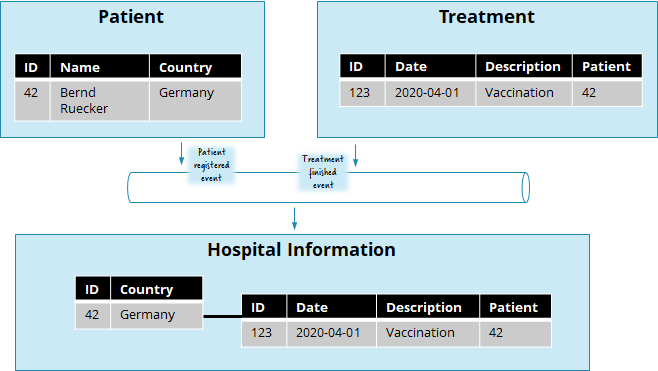 Patient
ID Name Country
42 Bernd Germany
Ruecker
Treatment
ID Date Description Patient
123 2020-04-01 Vaccination 42
Patient
registered
event
Treatment
finished
event
Hospital Information
ID Country
42 Germany
ID Date Description Patient
123 2020-04-01 Vaccination 42